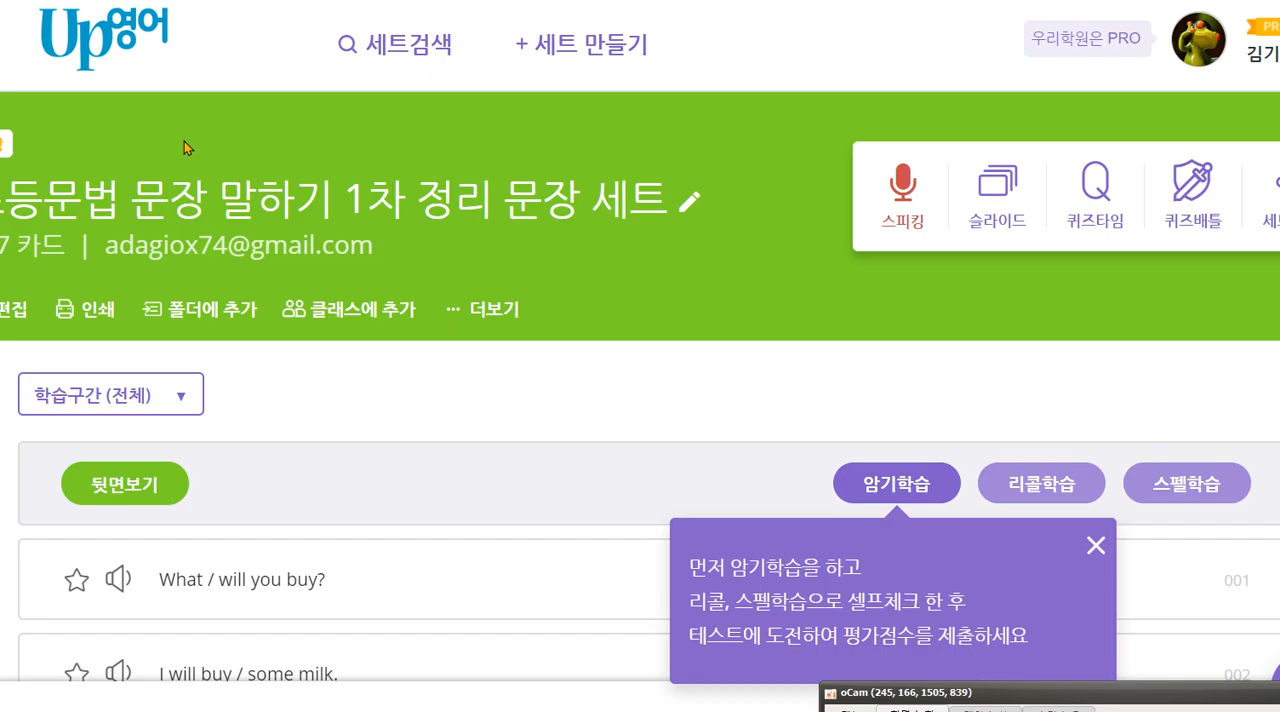 Up영어
세트검색
+ 세트 만들기
우리학원은 PRO
김기
등문법 문장 말하기 1차 정리 문장 세트
7 카드 | adagiox74@gmail.com
편집
인쇄
폴더에 추가
클래스에 추가
··· 더보기
스피킹
슬라이드
퀴즈타임
퀴즈배틀
학습구간 (전체) ▼
뒷면보기
암기학습
리콜학습
스펠학습
먼저 암기학습을 하고
리콜, 스펠학습으로 셀프체크 한 후
테스트에 도전하여 평가점수를 제출하세요
What / will you buy?
001
I will buy / some milk.
002
oCam (245, 166, 1505, 839)